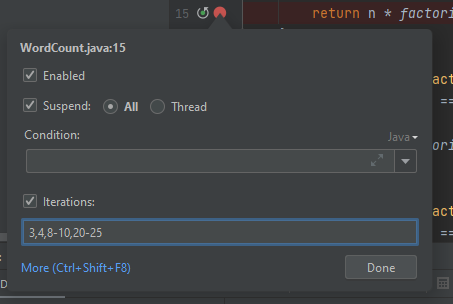 15 return n * factori
WordCount.java:15
Enabled
Suspend: All Thread
Condition: Java
act
==
ori
Iterations:
3,4,8-10,20-25
act
==
More (Ctrl+Shift+F8) Done